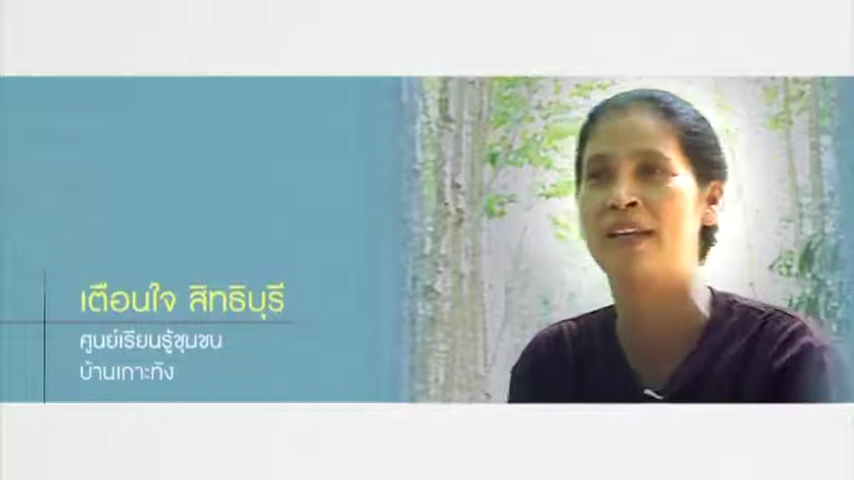 เตือนใจ สิทธิบุรี
ศูนย์เรียนรู้ชุมชน
บ้านเกาะทัง